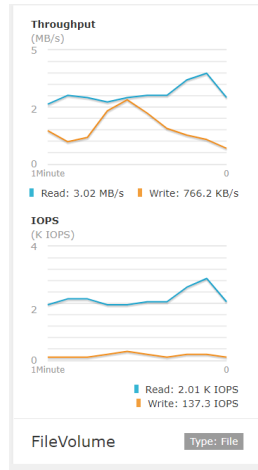 Throughput
(MB/s)
5
2
0
1Minute 0
Read: 3.02 MB/s Write: 766.2 KB/s
IOPS
(K IOPS)
4
2
0
1Minute 0
Read: 2.01 K IOPS
Write: 137.3 IOPS
FileVolume Type: File